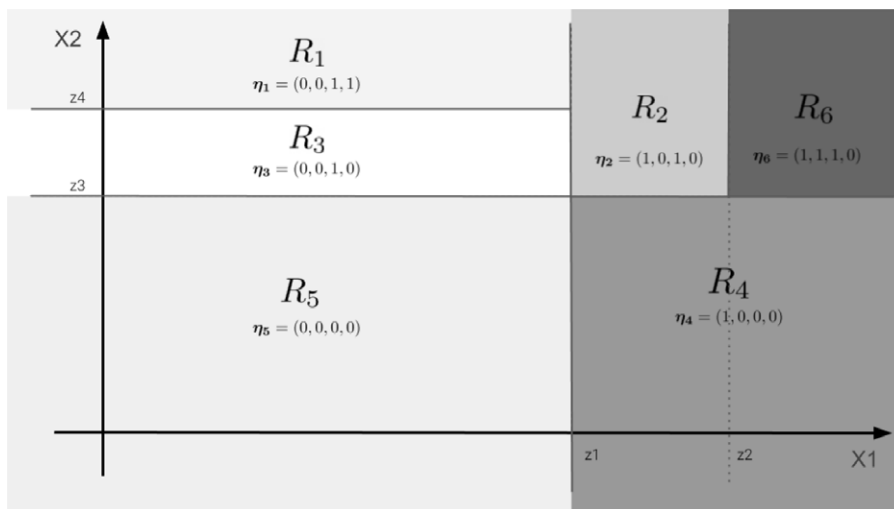 X2
R₁
η₁ = (0, 0, 1, 1)
z4
R₃
η₃ = (0, 0, 1, 0)
z3
R₂
η₂ = (1, 0, 1, 0)
R₆
η₆ = (1, 1, 1, 0)
R₅
η₅ = (0, 0, 0, 0)
R₄
η₄ = (1, 0, 0, 0)
z1
z2
X1